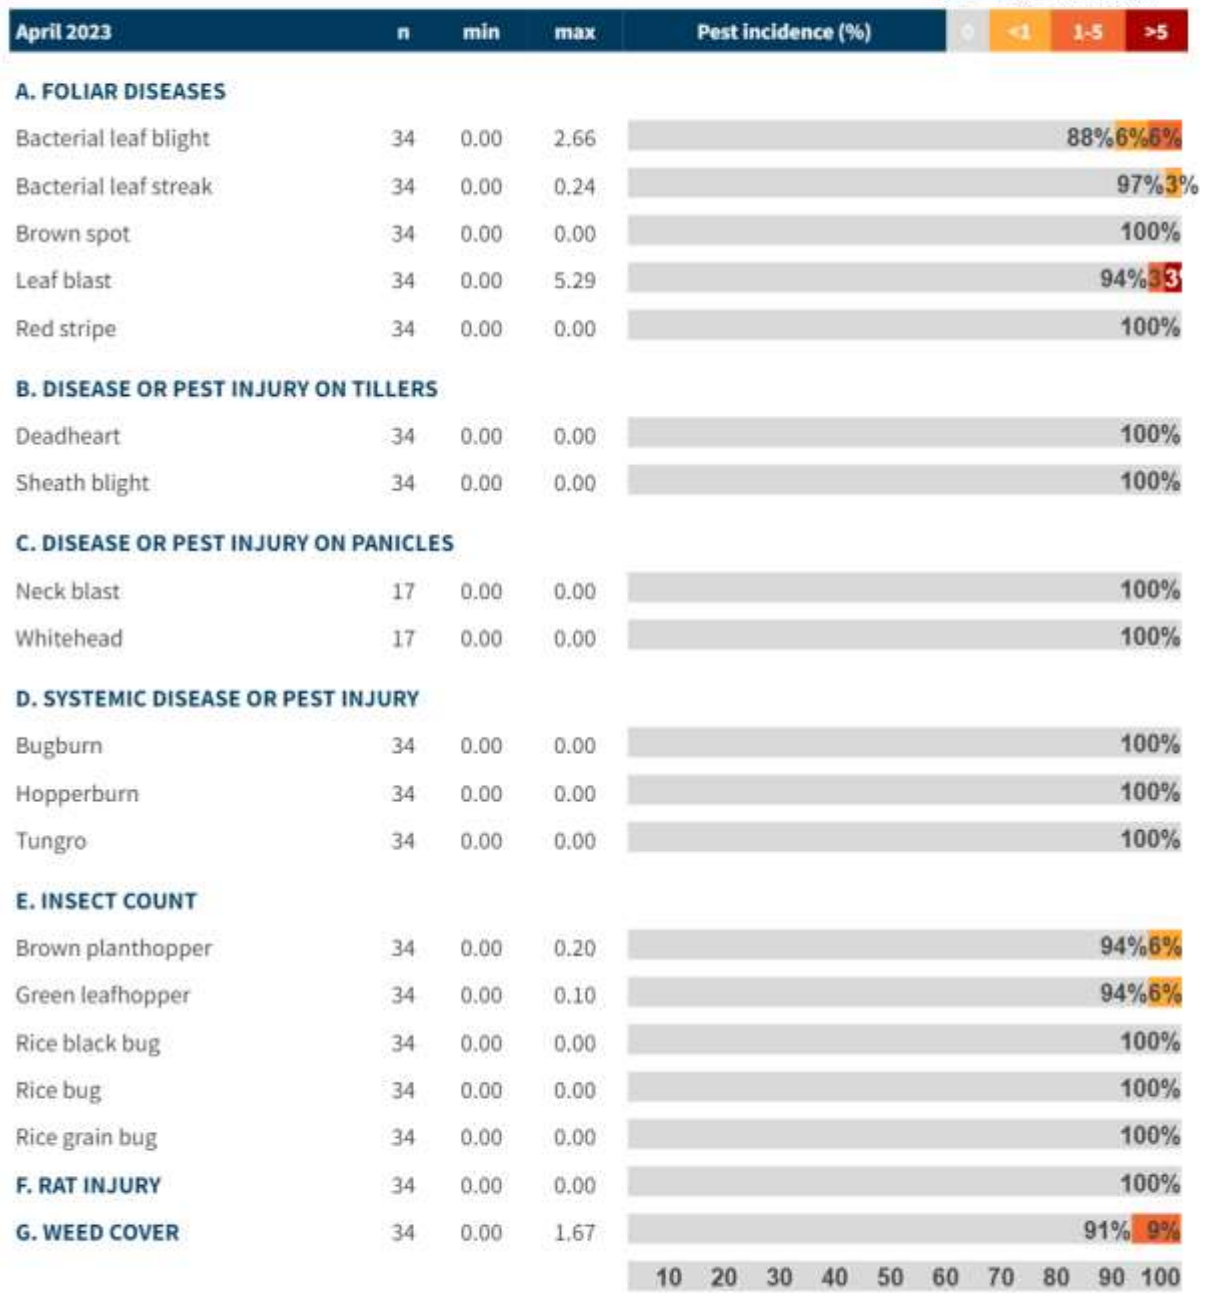 April 2023 n min max Pest incidence (%) 0 <1 1-5 >5
A. FOLIAR DISEASES
Bacterial leaf blight 34 0.00 2.66 88% 6% 6%
Bacterial leaf streak 34 0.00 0.24 97% 3%
Brown spot 34 0.00 0.00 100%
Leaf blast 34 0.00 5.29 94% 3 3
Red stripe 34 0.00 0.00 100%
B. DISEASE OR PEST INJURY ON TILLERS
Deadheart 34 0.00 0.00 100%
Sheath blight 34 0.00 0.00 100%
C. DISEASE OR PEST INJURY ON PANICLES
Neck blast 17 0.00 0.00 100%
Whitehead 17 0.00 0.00 100%
D. SYSTEMIC DISEASE OR PEST INJURY
Bugburn 34 0.00 0.00 100%
Hopperburn 34 0.00 0.00 100%
Tungro 34 0.00 0.00 100%
E. INSECT COUNT
Brown planthopper 34 0.00 0.20 94% 6%
Green leafhopper 34 0.00 0.10 94% 6%
Rice black bug 34 0.00 0.00 100%
Rice bug 34 0.00 0.00 100%
Rice grain bug 34 0.00 0.00 100%
F. RAT INJURY 34 0.00 0.00 100%
G. WEED COVER 34 0.00 1.67 91% 9%
10 20 30 40 50 60 70 80 90 100